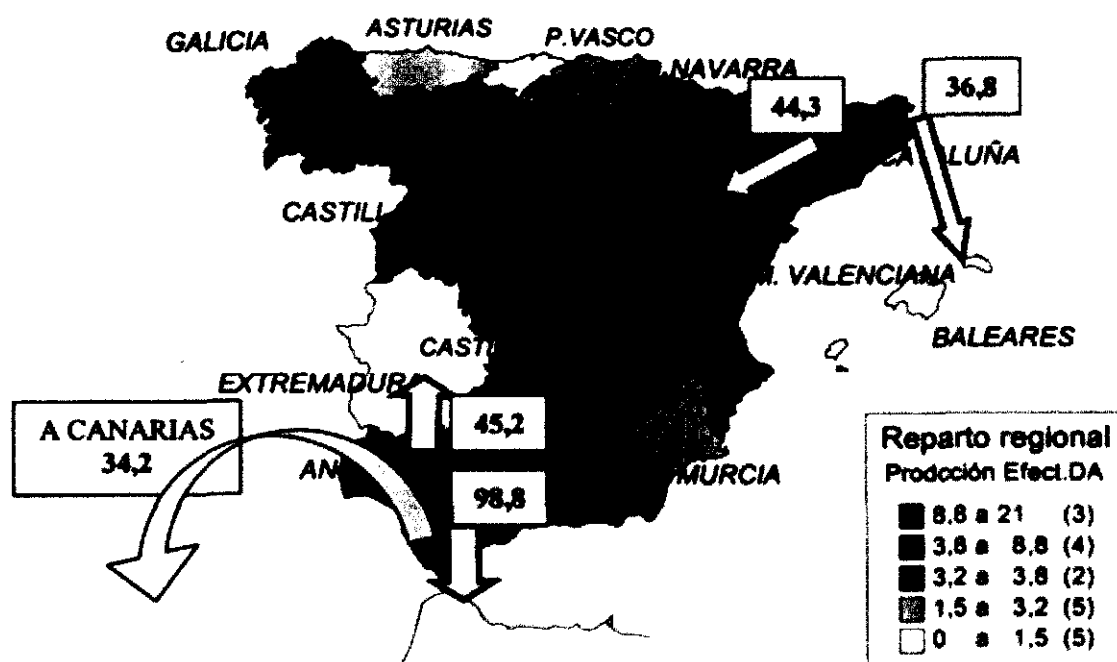 GALICIA
ASTURIAS
P.VASCO
NAVARRA
44,3
36,8
CATALUÑA
CASTILL
M. VALENCIANA
BALEARES
CASTI
EXTREMADURA
A CANARIAS
34,2
45,2
AN
98,8
MURCIA
Reparto regional
Prodcción Efect.DA
8,8 a 21 (3)
3,8 a 8,8 (4)
3,2 a 3,8 (2)
1,5 a 3,2 (5)
0 a 1,5 (5)